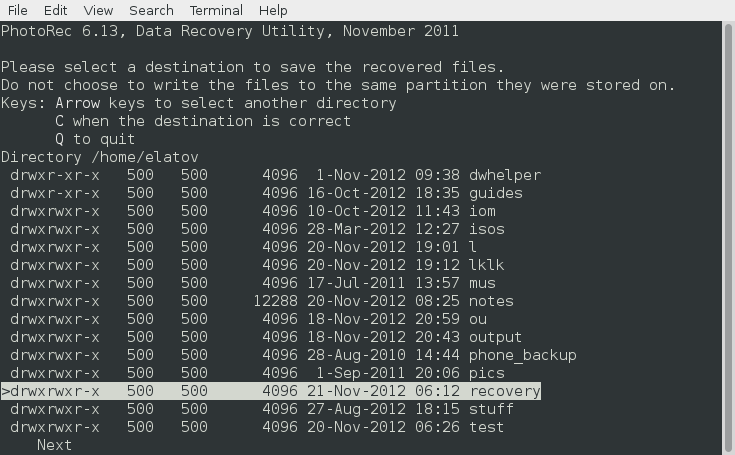 File Edit View Search Terminal Help
PhotoRec 6.13, Data Recovery Utility, November 2011
Please select a destination to save the recovered files.
Do not choose to write the files to the same partition they were stored on.
Keys: Arrow keys to select another directory
      C when the destination is correct
      Q to quit
Directory /home/elatov
 drwxr-xr-x   500   500      4096  1-Nov-2012 09:38 dwhelper
 drwxr-xr-x   500   500      4096 16-Oct-2012 18:35 guides
 drwxrwxr-x   500   500      4096 10-Oct-2012 11:43 iom
 drwxrwxr-x   500   500      4096 28-Mar-2012 12:27 isos
 drwxrwxr-x   500   500      4096 20-Nov-2012 19:01 l
 drwxrwxr-x   500   500      4096 20-Nov-2012 19:12 lklk
 drwxrwxr-x   500   500      4096 17-Jul-2011 13:57 mus
 drwxrwxr-x   500   500     12288 20-Nov-2012 08:25 notes
 drwxrwxr-x   500   500      4096 18-Nov-2012 20:59 ou
 drwxrwxr-x   500   500      4096 18-Nov-2012 20:43 output
 drwxrwxr-x   500   500      4096 28-Aug-2010 14:44 phone_backup
 drwxrwxr-x   500   500      4096  1-Sep-2011 20:06 pics
>drwxrwxr-x   500   500      4096 21-Nov-2012 06:12 recovery
 drwxrwxr-x   500   500      4096 27-Aug-2012 18:15 stuff
 drwxrwxr-x   500   500      4096 20-Nov-2012 06:26 test
    Next